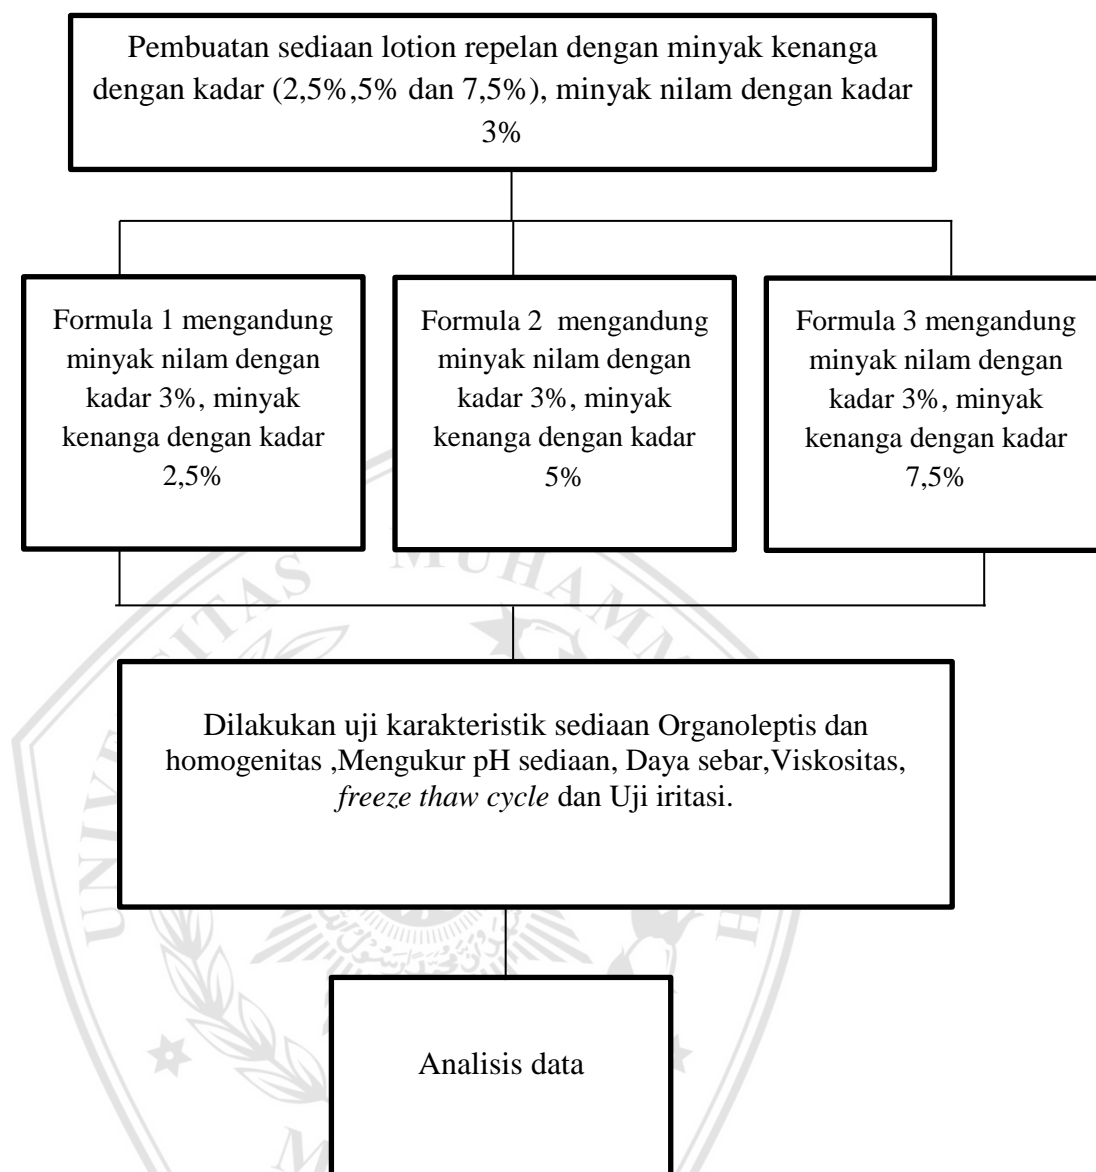 Pembuatan sediaan lotion repelan dengan minyak kenanga
dengan kadar (2,5%,5% dan 7,5%), minyak nilam dengan kadar
3%
Formula 1 mengandung
minyak nilam dengan
kadar 3%, minyak
kenanga dengan kadar
2,5%
Formula 2  mengandung
minyak nilam dengan
kadar 3%, minyak
kenanga dengan kadar
5%
Formula 3 mengandung
minyak nilam dengan
kadar 3%, minyak
kenanga dengan kadar
7,5%
Dilakukan uji karakteristik sediaan Organoleptis dan
homogenitas ,Mengukur pH sediaan, Daya sebar,Viskositas,
freeze thaw cycle dan Uji iritasi.
Analisis data